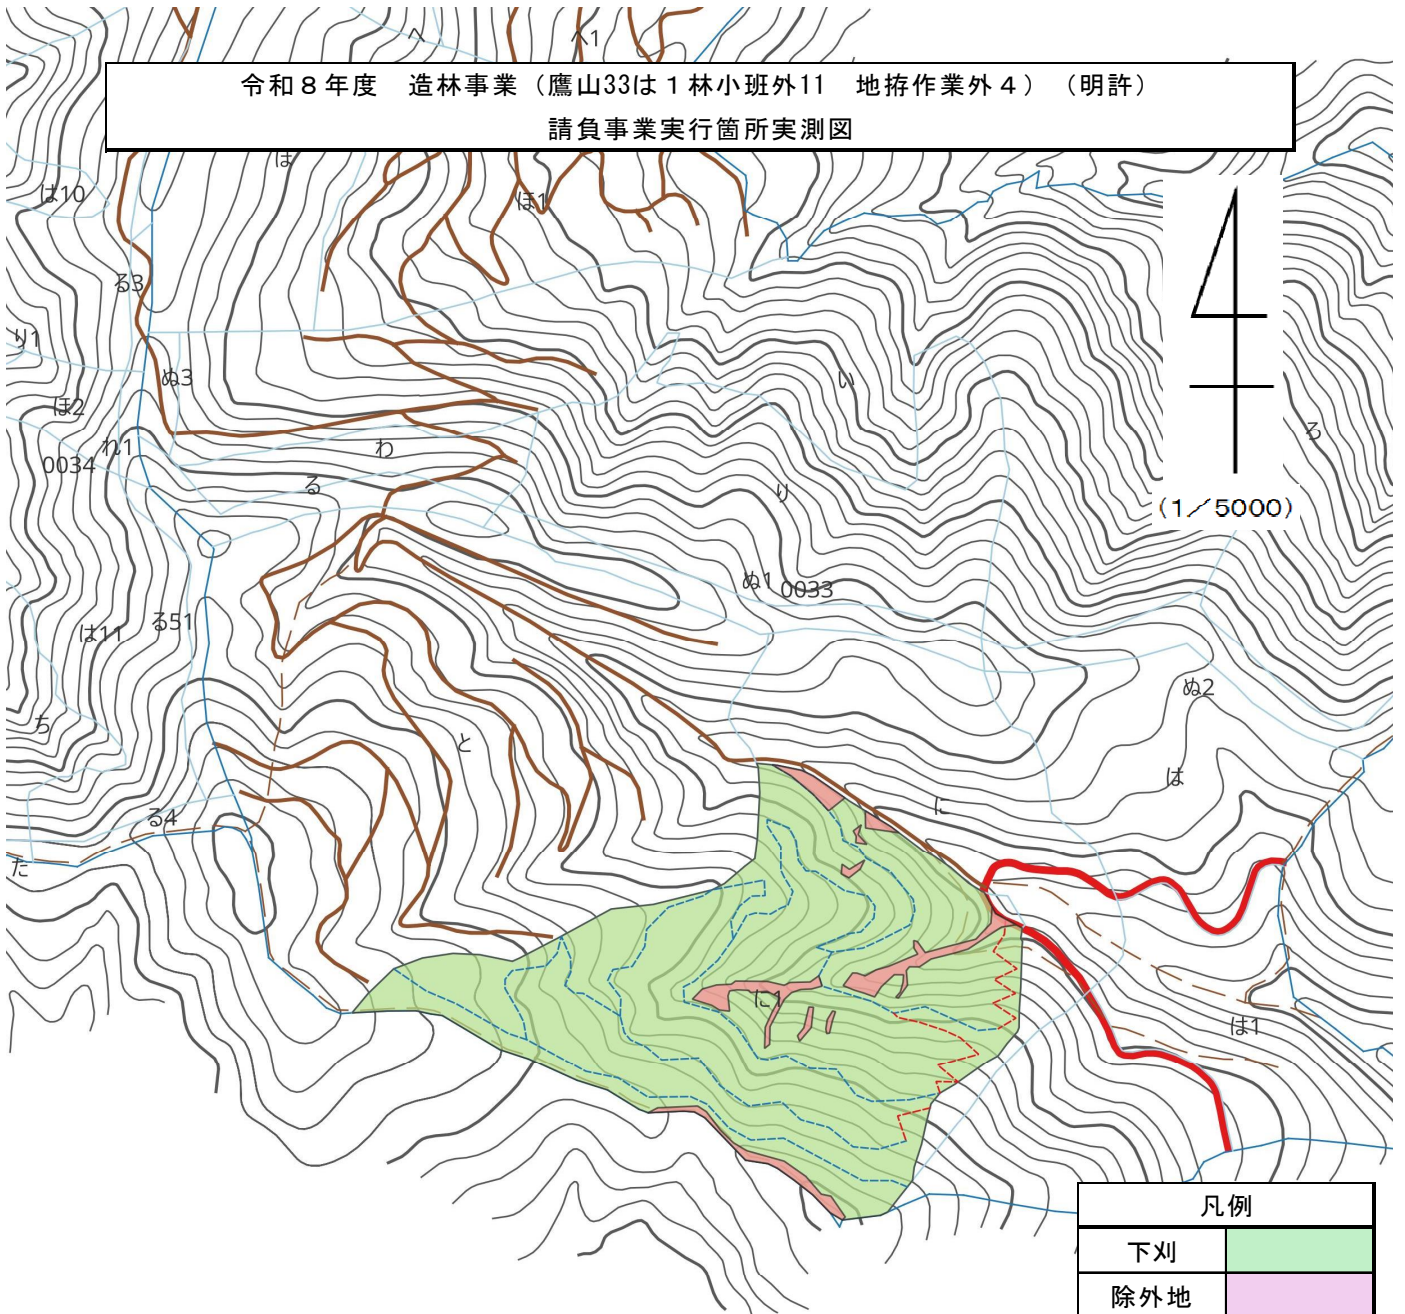 へ
へ1
令和８年度　造林事業（鷹山33は１林小班外11　地拵作業外４）（明許）
請負事業実行箇所実測図
は
は10
ほ1
る3
り1
ぬ3
い
ほ2
ろ
れ1
わ
0034
る
り
(1／5000)
ぬ1 0033
る51
は11
ぬ2
ち
と
は
に
る4
た
に1
は1
凡例
下刈
除外地